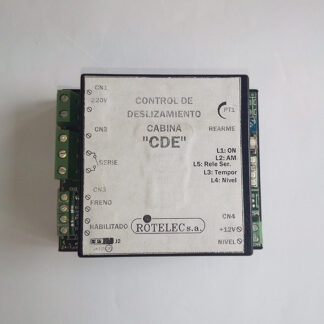 CN1
220V
CONTROL DE
DESLIZAMIENTO
CABINA
"CDE"
PT1
REARME
CN2
SERIE
L1: ON
L2: AM
L5: Rele Ser.
L3: Tempor
L4: Nivel
CN3
FRENO
HABILITADO
J2
ROTELEC s.a.
CN4
+12V
NIVEL